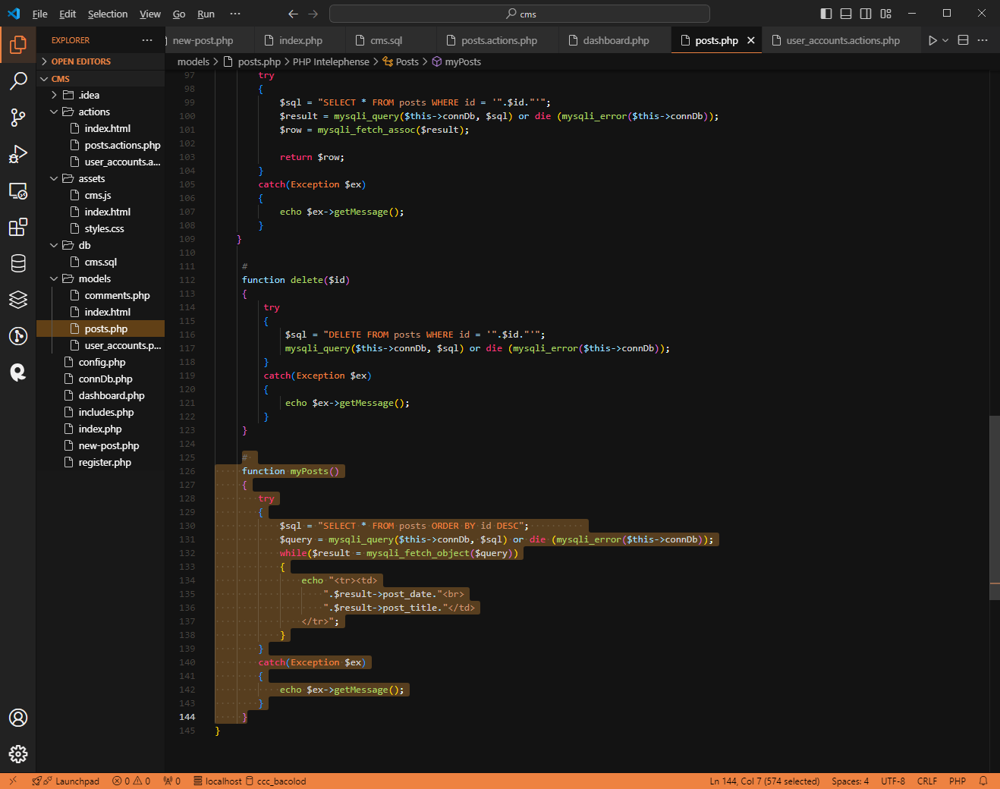 File Edit Selection View Go Run ··· cms
EXPLORER ···
new-post.php index.php cms.sql posts.actions.php dashboard.php posts.php user_accounts.actions.php ···
OPEN EDITORS
CMS
.idea
actions
index.html
posts.actions.php
user_accounts.a...
assets
cms.js
index.html
styles.css
db
cms.sql
models
comments.php
index.html
posts.php
user_accounts.p...
config.php
connDb.php
dashboard.php
includes.php
index.php
new-post.php
register.php
models > posts.php > PHP Intelephense > Posts > myPosts
97 try
98 {
99 $sql = "SELECT * FROM posts WHERE id = '".$id."'";
100 $result = mysqli_query($this->connDb, $sql) or die (mysqli_error($this->connDb));
101 $row = mysqli_fetch_assoc($result);
102
103 return $row;
104 }
105 catch(Exception $ex)
106 {
107 echo $ex->getMessage();
108 }
109 }
110
111 #
112 function delete($id)
113 {
114 try
115 {
116 $sql = "DELETE FROM posts WHERE id = '".$id."'";
117 mysqli_query($this->connDb, $sql) or die (mysqli_error($this->connDb));
118 }
119 catch(Exception $ex)
120 {
121 echo $ex->getMessage();
122 }
123 }
124
125 #
126 function myPosts()
127 {
128 try
129 {
130 $sql = "SELECT * FROM posts ORDER BY id DESC";
131 $query = mysqli_query($this->connDb, $sql) or die (mysqli_error($this->connDb));
132 while($result = mysqli_fetch_object($query))
133 {
134 echo "<tr><td>
135 ".$result->post_date."<br>
136 ".$result->post_title."</td>
137 </tr>";
138 }
139 }
140 catch(Exception $ex)
141 {
142 echo $ex->getMessage();
143 }
144 }
145 }
Launchpad 0 0 0 localhost ccc_bacolod Ln 144, Col 7 (574 selected) Spaces: 4 UTF-8 CRLF PHP